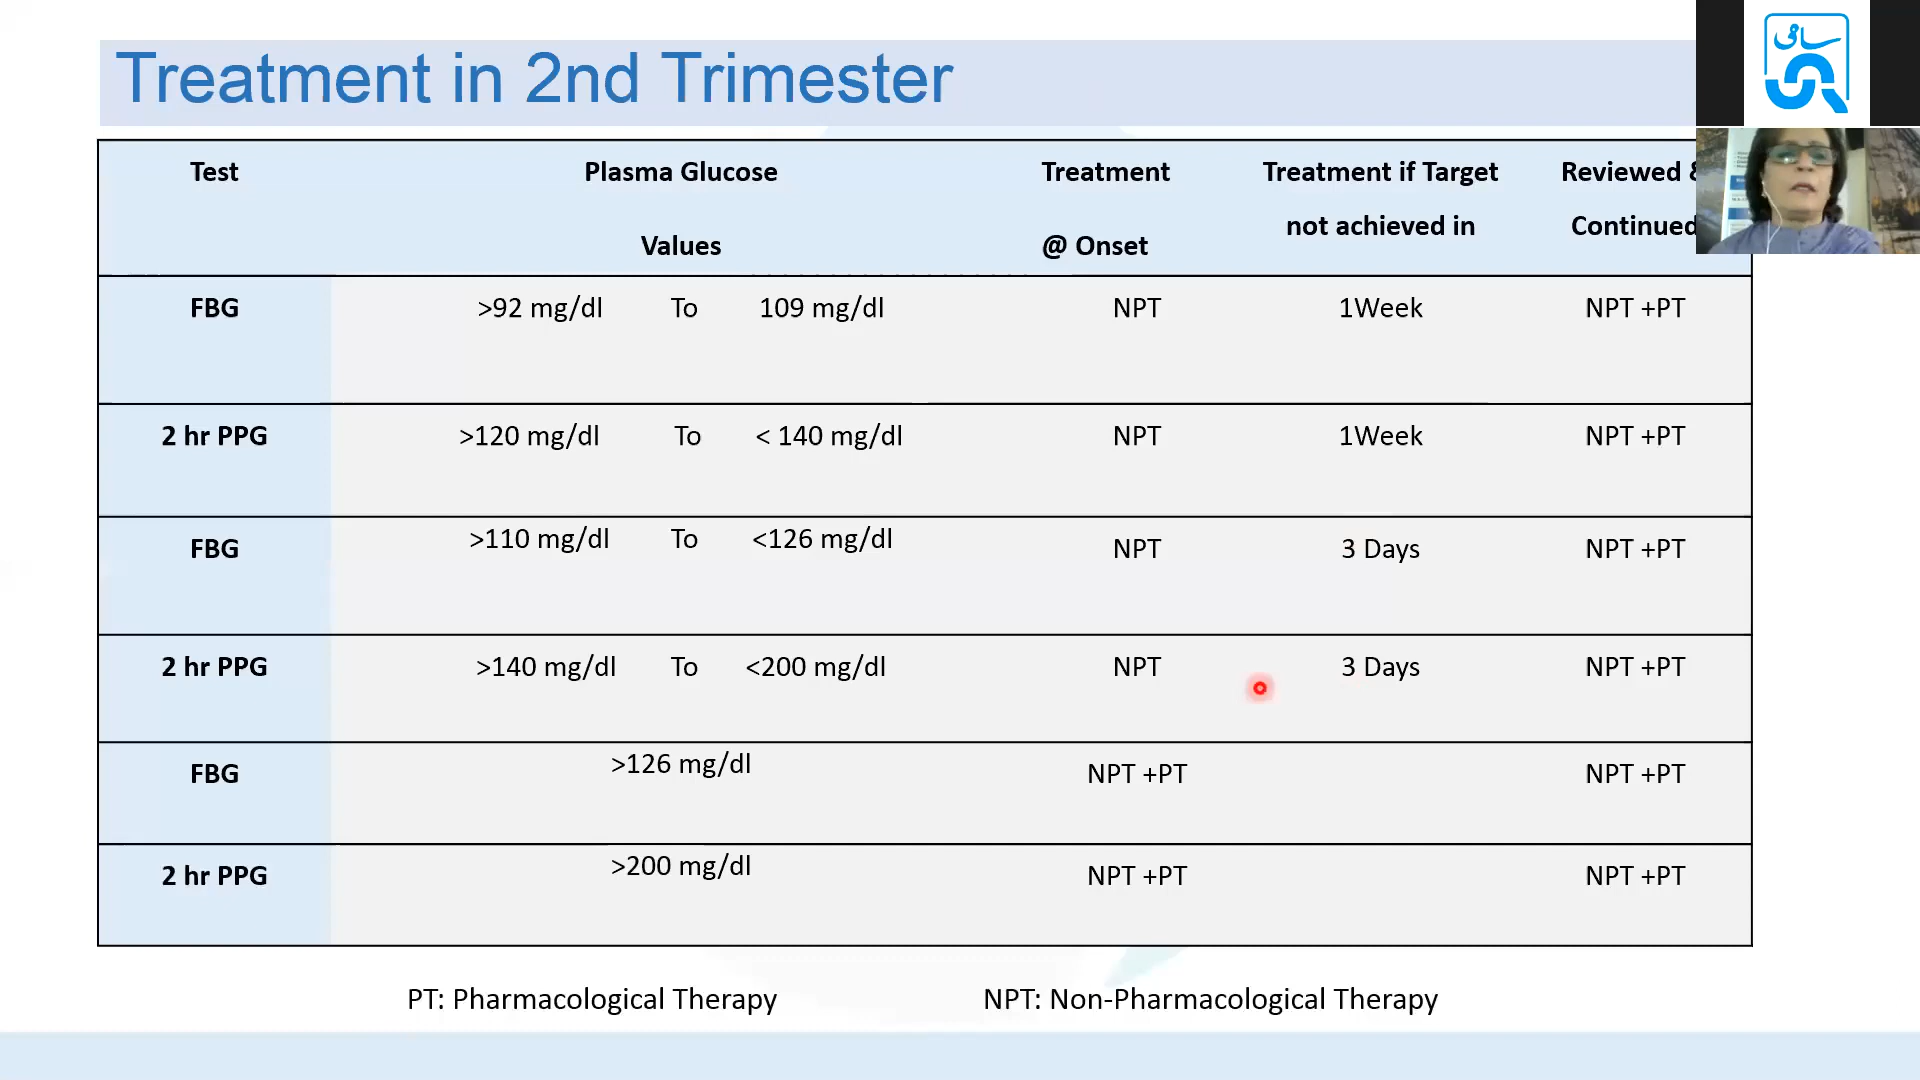 Treatment in 2nd Trimester
سامی
Test Plasma Glucose Treatment Treatment if Target Reviewed &
Values @ Onset not achieved in Continued
FBG >92 mg/dl To 109 mg/dl NPT 1Week NPT +PT
2 hr PPG >120 mg/dl To < 140 mg/dl NPT 1Week NPT +PT
FBG >110 mg/dl To <126 mg/dl NPT 3 Days NPT +PT
2 hr PPG >140 mg/dl To <200 mg/dl NPT 3 Days NPT +PT
FBG >126 mg/dl NPT +PT NPT +PT
2 hr PPG >200 mg/dl NPT +PT NPT +PT
PT: Pharmacological Therapy NPT: Non-Pharmacological Therapy